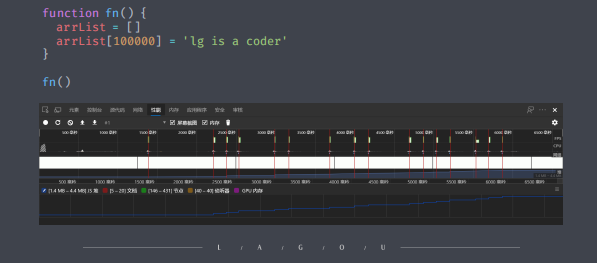 function fn() {
arrList = []
arrList[100000] = 'lg is a coder'
}
fn()
元素 控制台 源代码 网络 性能 内存 应用程序 安全 审核
屏幕截图 内存
500 毫秒 1000 毫秒 1500 毫秒 2000 毫秒 2500 毫秒 3000 毫秒 3500 毫秒 4000 毫秒 4500 毫秒 5000 毫秒 5500 毫秒 6000 毫秒 6500 毫秒
FPS
CPU
网络
500 毫秒 1000 毫秒 1500 毫秒 2000 毫秒 2500 毫秒 3000 毫秒 3500 毫秒 4000 毫秒 4500 毫秒 5000 毫秒 5500 毫秒 6000 毫秒 6500 毫秒
[1.4 MB – 4.4 MB] JS 堆 [5 – 20] 文档 [146 – 431] 节点 [40 – 40] 侦听器 GPU 内存
L / A / G / O / U